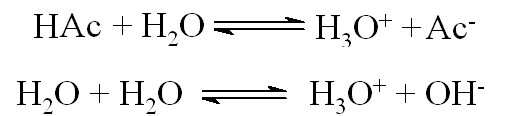 HAc + H₂O ⇌ H₃O⁺ + Ac⁻
H₂O + H₂O ⇌ H₃O⁺ + OH⁻